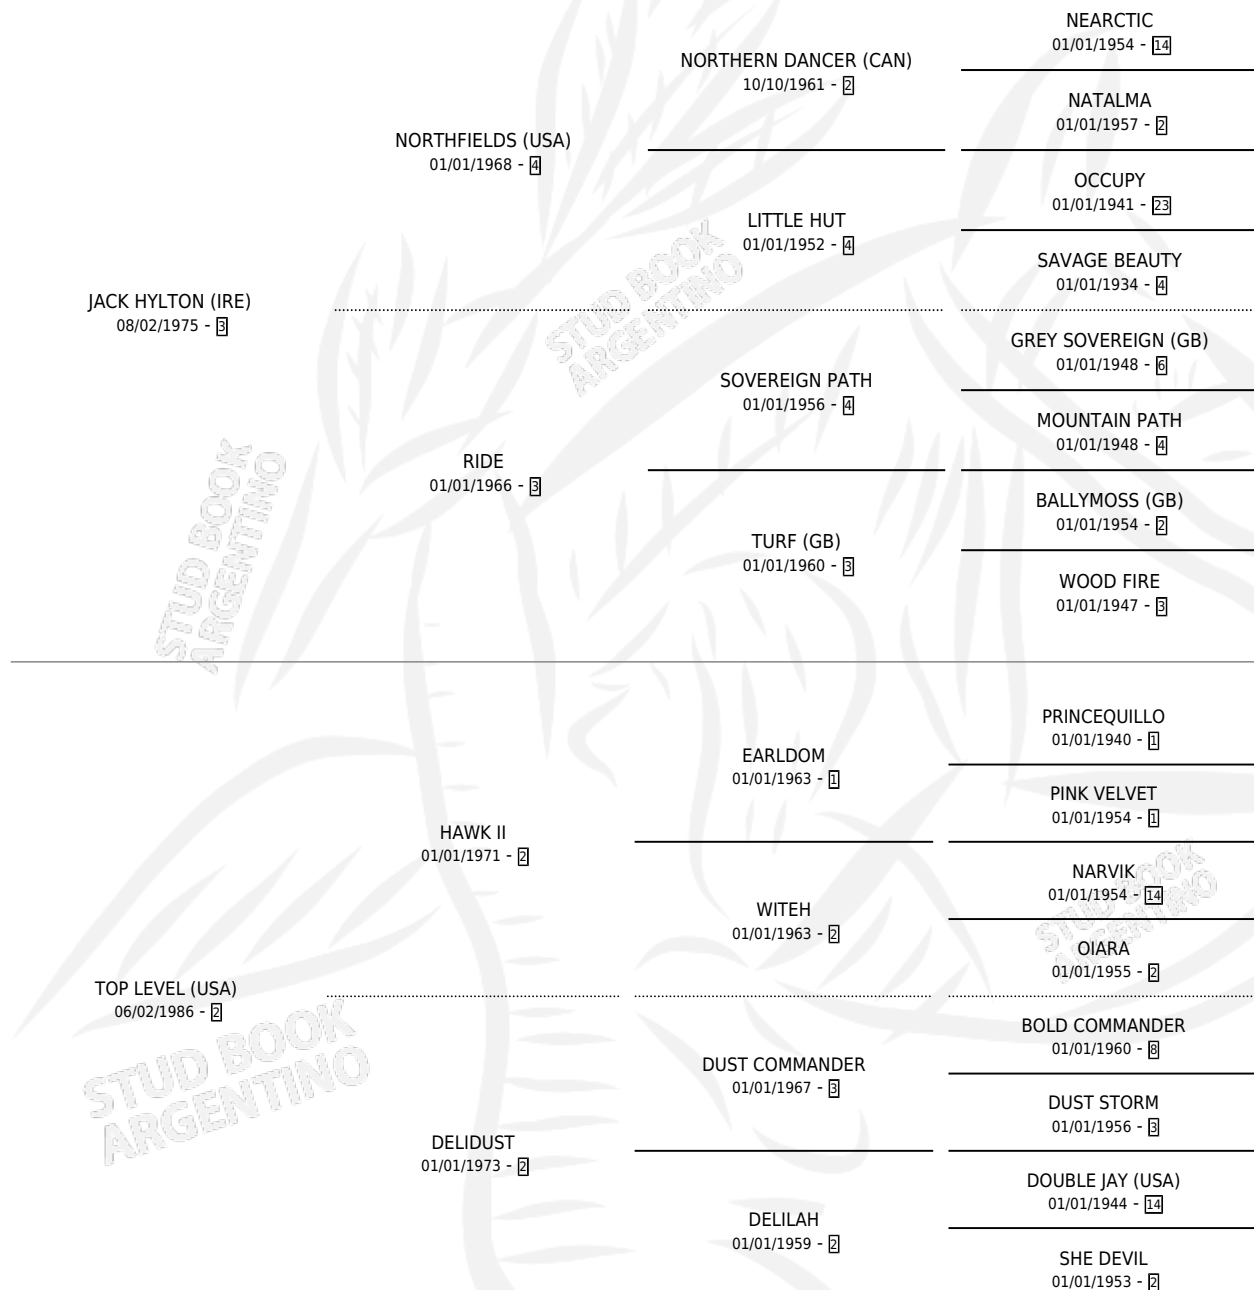 NEARCTIC
01/01/1954 - 14
NORTHERN DANCER (CAN)
10/10/1961 - 2
NATALMA
01/01/1957 - 2
NORTHFIELDS (USA)
01/01/1968 - 4
OCCUPY
01/01/1941 - 23
LITTLE HUT
01/01/1952 - 4
SAVAGE BEAUTY
01/01/1934 - 4
JACK HYLTON (IRE)
08/02/1975 - 3
STUD BOOK
ARGENTINO
GREY SOVEREIGN (GB)
01/01/1948 - 6
SOVEREIGN PATH
01/01/1956 - 4
MOUNTAIN PATH
01/01/1948 - 4
RIDE
01/01/1966 - 3
BALLYMOSS (GB)
01/01/1954 - 2
TURF (GB)
01/01/1960 - 3
WOOD FIRE
01/01/1947 - 3
STUD BOOK
ARGENTINO
PRINCEQUILLO
01/01/1940 - 1
EARLDOM
01/01/1963 - 1
PINK VELVET
01/01/1954 - 1
HAWK II
01/01/1971 - 2
NARVIK
01/01/1954 - 14
WITEH
01/01/1963 - 2
OIARA
01/01/1955 - 2
STUD BOOK
ARGENTINO
TOP LEVEL (USA)
06/02/1986 - 2
BOLD COMMANDER
01/01/1960 - 8
DUST COMMANDER
01/01/1967 - 3
DUST STORM
01/01/1956 - 3
STUD BOOK
ARGENTINO
DELIDUST
01/01/1973 - 2
DOUBLE JAY (USA)
01/01/1944 - 14
DELILAH
01/01/1959 - 2
SHE DEVIL
01/01/1953 - 2